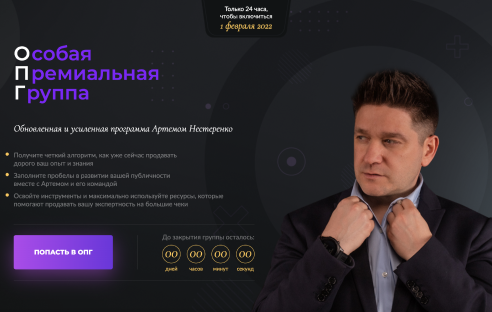 Только 24 часа,
чтобы включиться
1 февраля 2022
Особая
Премиальная
Группа
Обновленная и усиленная программа Артемом Нестеренко
Получите четкий алгоритм, как уже сейчас продавать
дорого ваш опыт и знания
Заполните пробелы в развитии вашей публичности
вместе с Артемом и его командой
Освойте инструменты и максимально используйте ресурсы, которые
помогают продавать вашу экспертность на большие чеки
ПОПАСТЬ В ОПГ
До закрытия группы осталось:
00 00 00 00
дней часов минут секунд